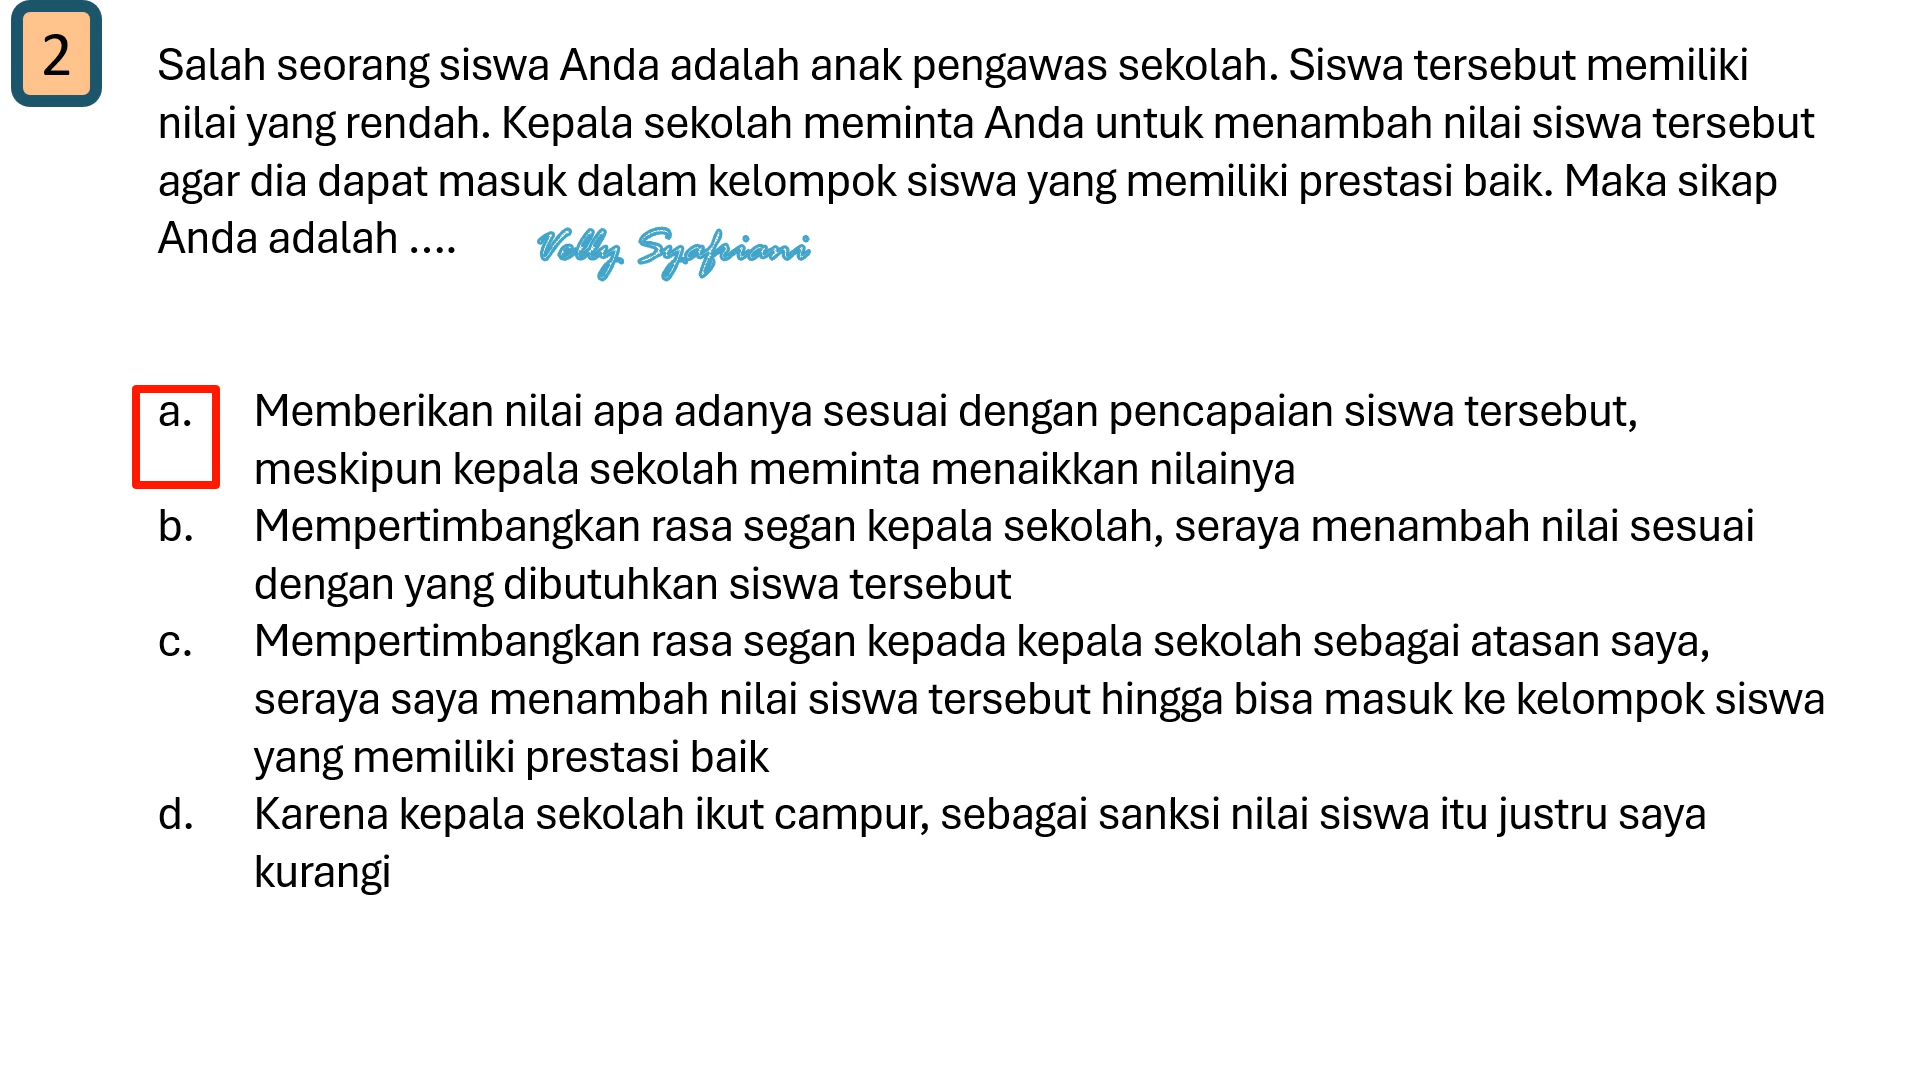 2
Salah seorang siswa Anda adalah anak pengawas sekolah. Siswa tersebut memiliki
nilai yang rendah. Kepala sekolah meminta Anda untuk menambah nilai siswa tersebut
agar dia dapat masuk dalam kelompok siswa yang memiliki prestasi baik. Maka sikap
Anda adalah ....
Velly Syafriani
a. Memberikan nilai apa adanya sesuai dengan pencapaian siswa tersebut,
meskipun kepala sekolah meminta menaikkan nilainya
b. Mempertimbangkan rasa segan kepala sekolah, seraya menambah nilai sesuai
dengan yang dibutuhkan siswa tersebut
c. Mempertimbangkan rasa segan kepada kepala sekolah sebagai atasan saya,
seraya saya menambah nilai siswa tersebut hingga bisa masuk ke kelompok siswa
yang memiliki prestasi baik
d. Karena kepala sekolah ikut campur, sebagai sanksi nilai siswa itu justru saya
kurangi